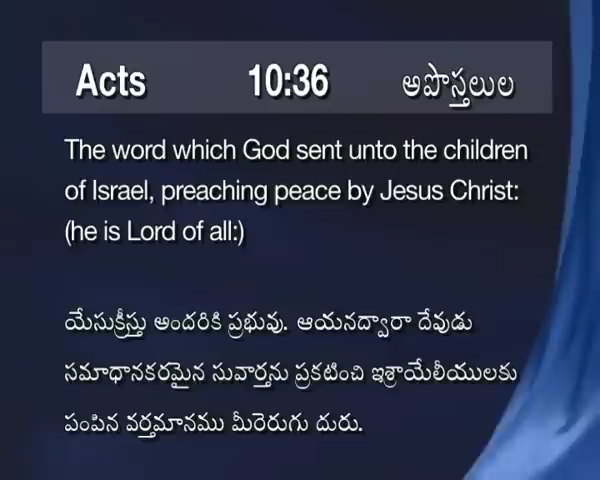 Acts 10:36 అపొస్తలుల
The word which God sent unto the children
of Israel, preaching peace by Jesus Christ:
(he is Lord of all:)
యేసుక్రీస్తు అందరికి ప్రభువు. ఆయనద్వారా దేవుడు
సమాధానకరమైన సువార్తను ప్రకటించి ఇశ్రాయేలీయులకు
పంపిన వర్తమానము మీరెరుగు దురు.